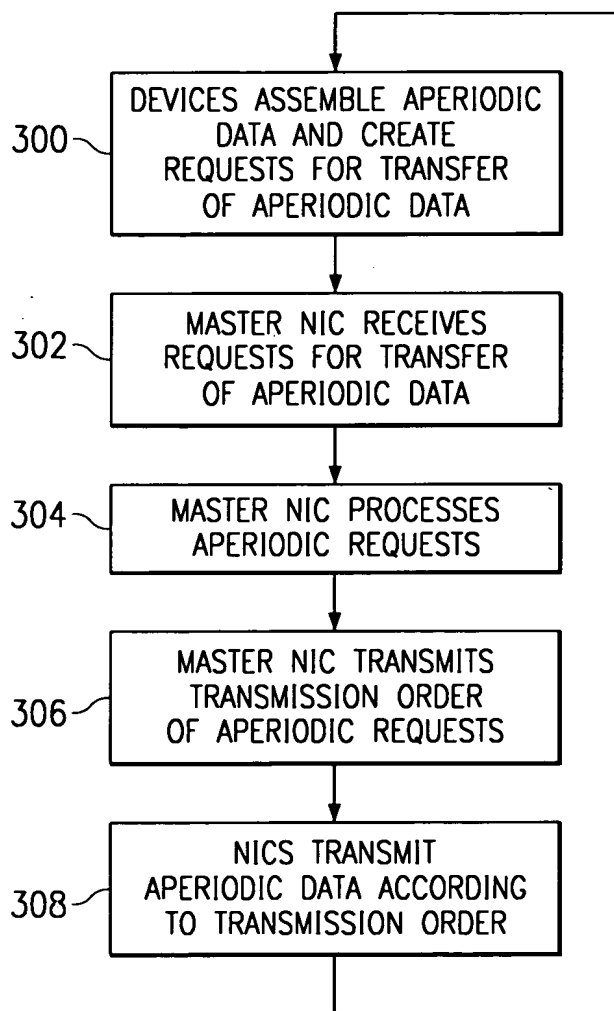 300
DEVICES ASSEMBLE APERIODIC
DATA AND CREATE
REQUESTS FOR TRANSFER
OF APERIODIC DATA
302
MASTER NIC RECEIVES
REQUESTS FOR TRANSFER
OF APERIODIC DATA
304
MASTER NIC PROCESSES
APERIODIC REQUESTS
306
MASTER NIC TRANSMITS
TRANSMISSION ORDER
OF APERIODIC REQUESTS
308
NICS TRANSMIT
APERIODIC DATA ACCORDING
TO TRANSMISSION ORDER